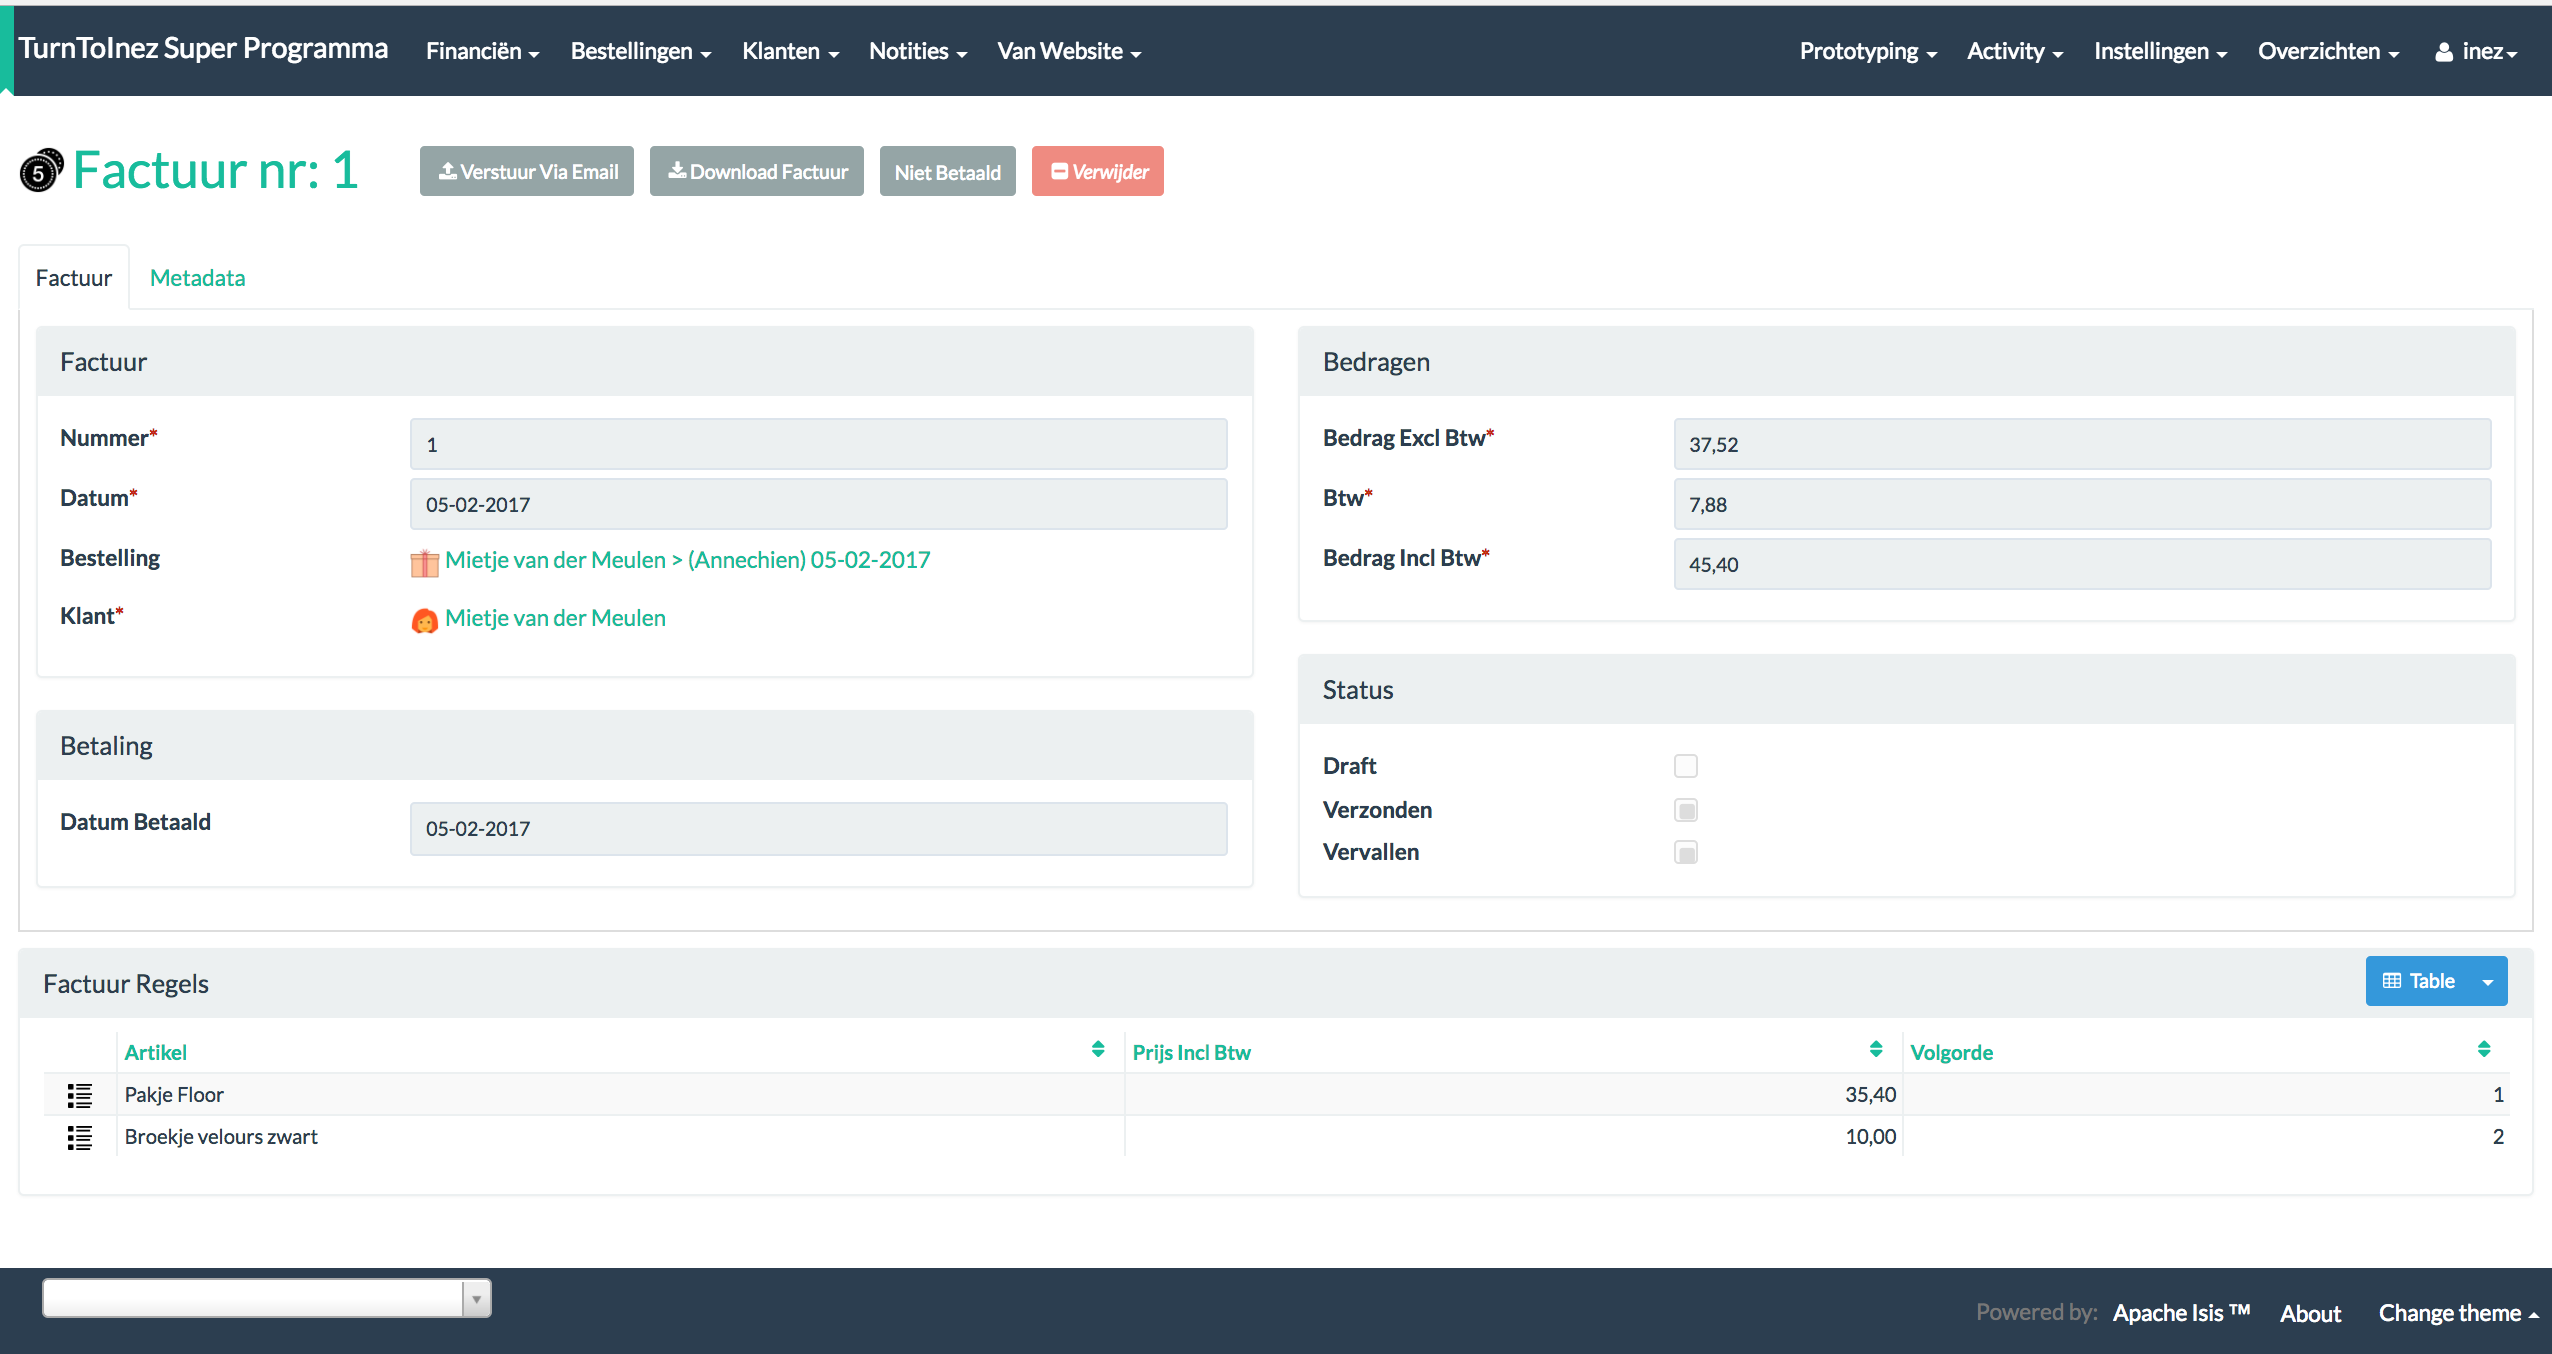 TurnToInez Super Programma Financiën Bestellingen Klanten Notities Van Website Prototyping Activity Instellingen Overzichten inez
5 Factuur nr: 1 Verstuur Via Email Download Factuur Niet Betaald Verwijder
Factuur Metadata
Factuur
Nummer* 1
Datum* 05-02-2017
Bestelling Mietje van der Meulen > (Annechien) 05-02-2017
Klant* Mietje van der Meulen
Betaling
Datum Betaald 05-02-2017
Bedragen
Bedrag Excl Btw* 37,52
Btw* 7,88
Bedrag Incl Btw* 45,40
Status
Draft
Verzonden
Vervallen
Factuur Regels Table
Artikel Prijs Incl Btw Volgorde
Pakje Floor 35,40 1
Broekje velours zwart 10,00 2
Powered by: Apache Isis ™ About Change theme